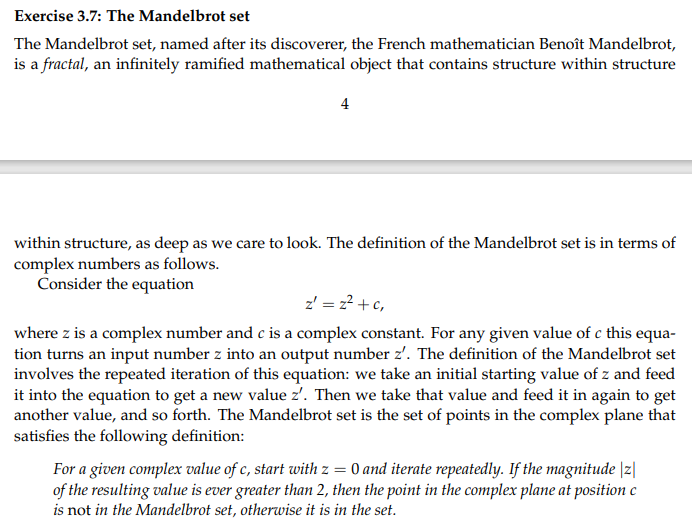 Exercise 3.7: The Mandelbrot set
The Mandelbrot set, named after its discoverer, the French mathematician Benoît Mandelbrot,
is a fractal, an infinitely ramified mathematical object that contains structure within structure
4
within structure, as deep as we care to look. The definition of the Mandelbrot set is in terms of
complex numbers as follows.
Consider the equation
z′ = z² + c,
where z is a complex number and c is a complex constant. For any given value of c this equa-
tion turns an input number z into an output number z′. The definition of the Mandelbrot set
involves the repeated iteration of this equation: we take an initial starting value of z and feed
it into the equation to get a new value z′. Then we take that value and feed it in again to get
another value, and so forth. The Mandelbrot set is the set of points in the complex plane that
satisfies the following definition:
For a given complex value of c, start with z = 0 and iterate repeatedly. If the magnitude |z|
of the resulting value is ever greater than 2, then the point in the complex plane at position c
is not in the Mandelbrot set, otherwise it is in the set.